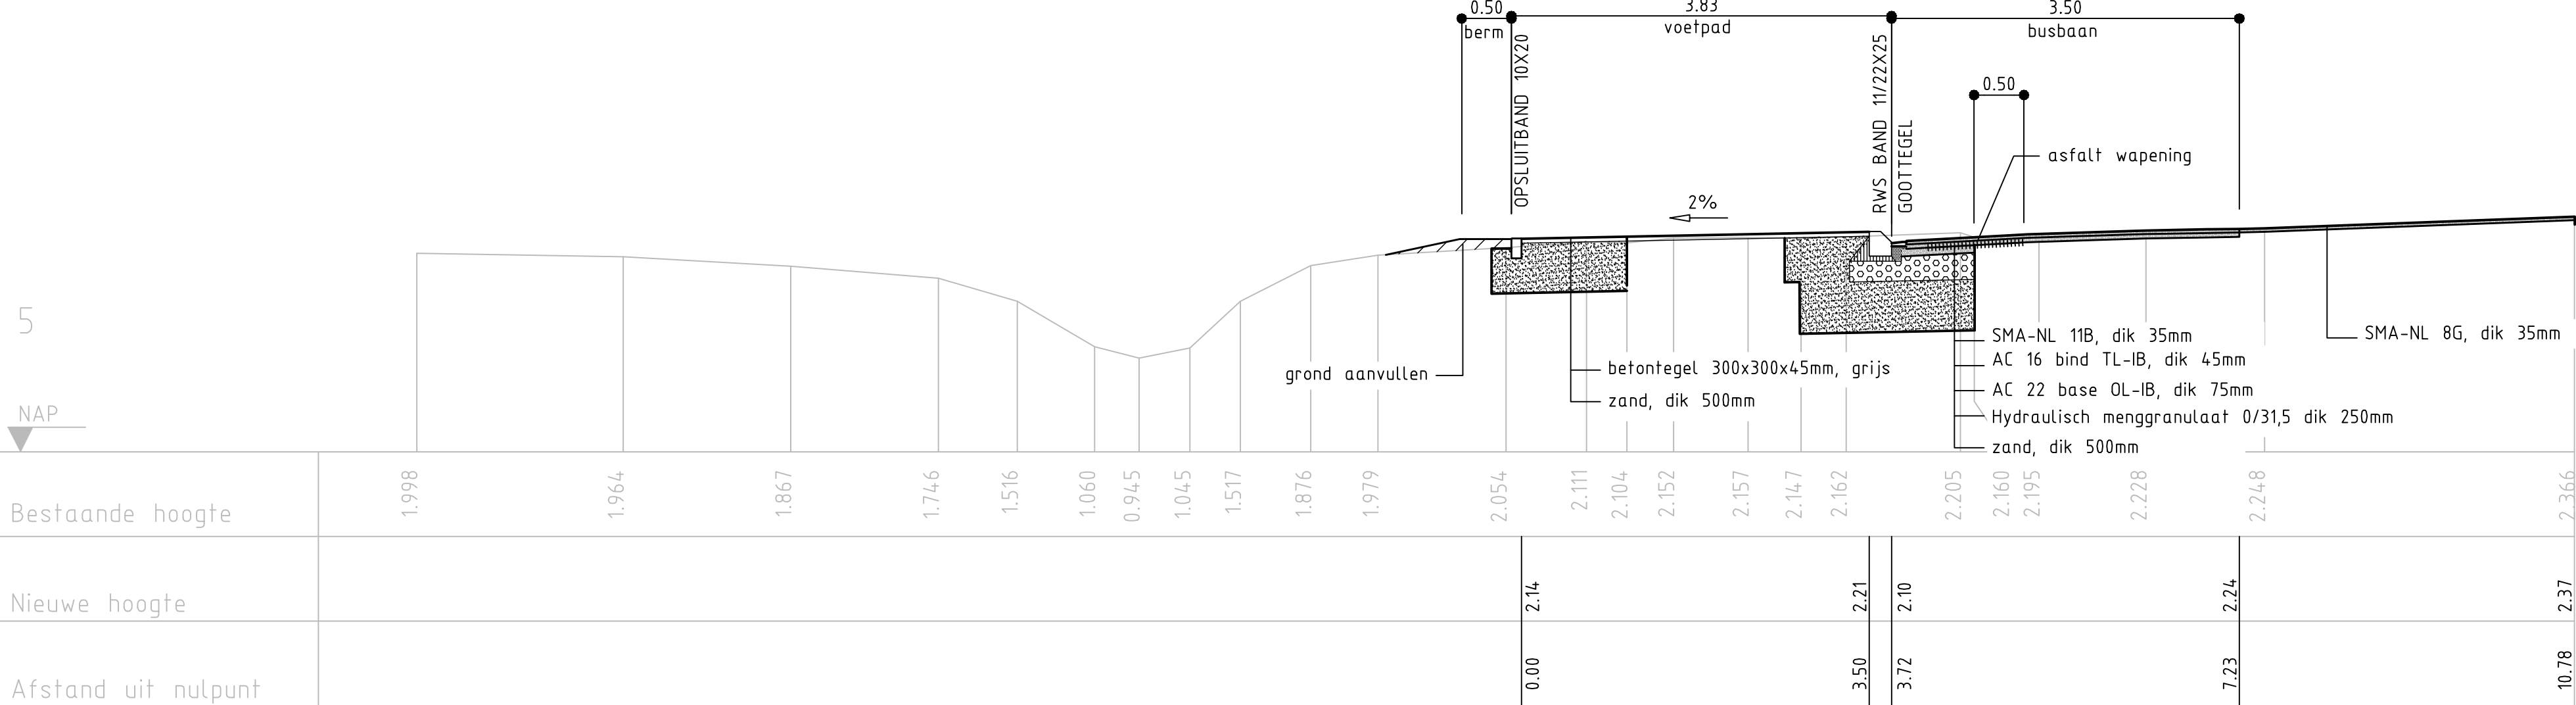 0.50
3.83
3.50
berm
voetpad
busbaan
OPSLUITBAND 10X20
RWS BAND 11/22X25
GOOTTEGEL
0.50
asfalt wapening
2%
5
SMA-NL 11B, dik 35mm
SMA-NL 8G, dik 35mm
AC 16 bind TL-IB, dik 45mm
grond aanvullen
betontegel 300x300x45mm, grijs
AC 22 base OL-IB, dik 75mm
zand, dik 500mm
Hydraulisch menggranulaat 0/31,5 dik 250mm
zand, dik 500mm
NAP
Bestaande hoogte
1.998
1.964
1.867
1.746
1.516
1.060
0.945
1.045
1.517
1.876
1.979
2.054
2.111
2.104
2.152
2.157
2.147
2.162
2.205
2.160
2.195
2.228
2.248
2.366
Nieuwe hoogte
2.14
2.21
2.10
2.24
2.37
Afstand uit nulpunt
0.00
3.50
3.72
7.23
10.78